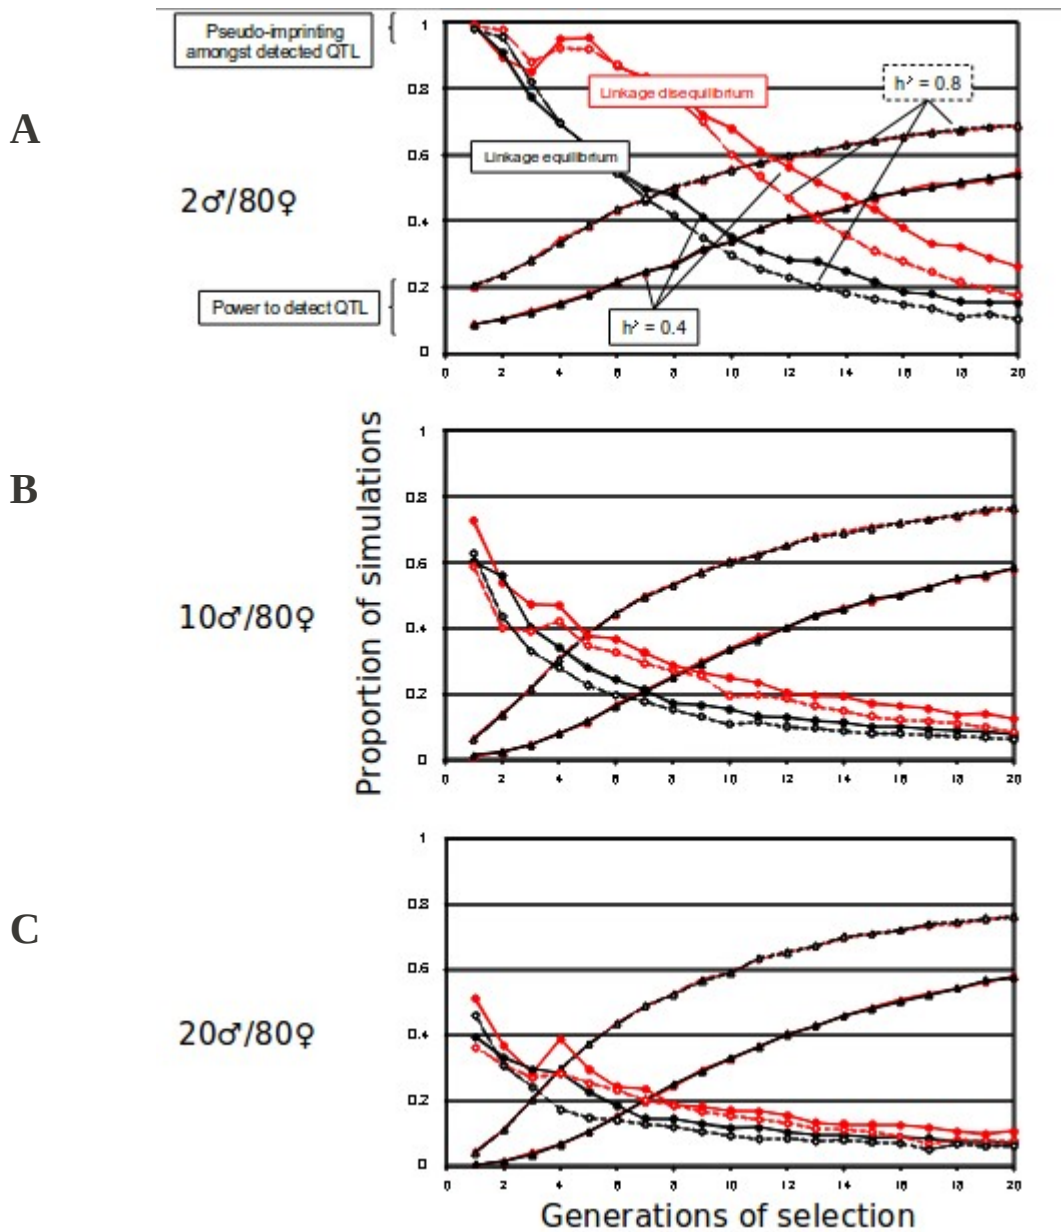 Pseudo-imprinting
amongst detected QTL
A
2♂/80♀
Power to detect QTL
1
0.8
0.6
0.4
0.2
0
Linkage disequilibrium
Linkage equilibrium
h² = 0.8
h² = 0.4
0 2 4 6 8 10 12 14 16 18 20
B
10♂/80♀
Proportion of simulations
1
0.8
0.6
0.4
0.2
0
0 2 4 6 8 10 12 14 16 18 20
C
20♂/80♀
1
0.8
0.6
0.4
0.2
0
0 2 4 6 8 10 12 14 16 18 20
Generations of selection